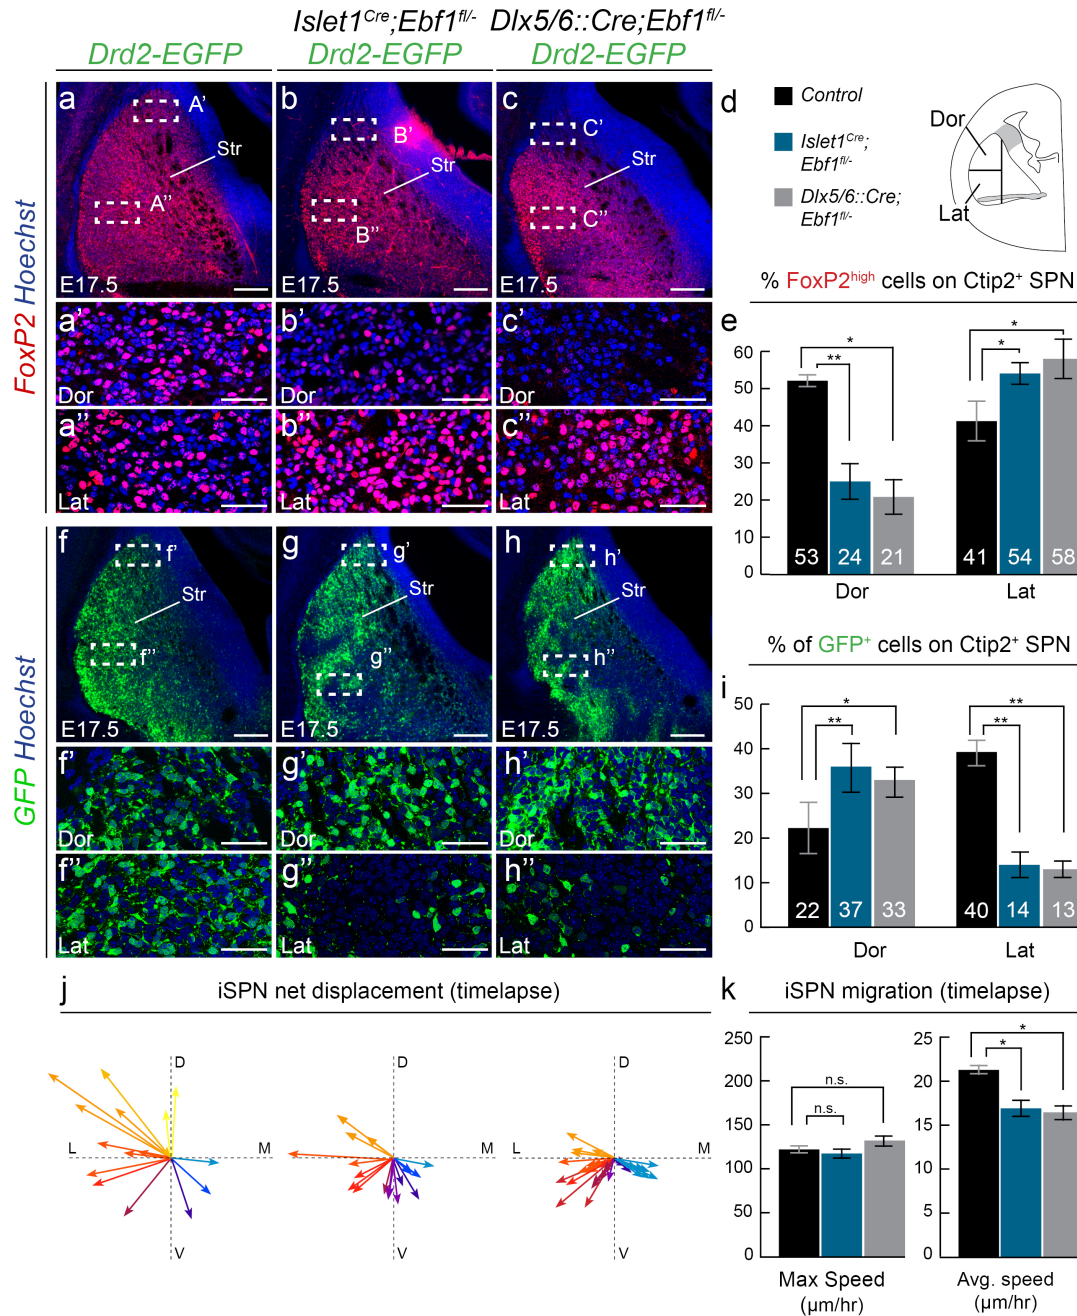 Islet1Cre;Ebf1fl/- Dlx5/6::Cre;Ebf1fl/-
Drd2-EGFP Drd2-EGFP Drd2-EGFP
FoxP2 Hoechst
a A' Str A'' E17.5
b B' Str B'' E17.5
c C' Str C'' E17.5
a' Dor
b'
c'
Dor
a'' Lat
b''
c''
Lat
d
Control
Islet1Cre;
Ebf1fl/-
Dlx5/6::Cre;
Ebf1fl/-
Dor
Lat
% FoxP2high cells on Ctip2+ SPN
e
60
50
40
30
20
10
0
** *
* *
53 24 21 41 54 58
Dor Lat
GFP Hoechst
f f' Str f'' E17.5
g g' Str g'' E17.5
h h' Str h'' E17.5
f' Dor
g' Dor
h' Dor
f'' Lat
g'' Lat
h'' Lat
% of GFP+ cells on Ctip2+ SPN
i
50
40
30
20
10
0
* **
** **
22 37 33 40 14 13
Dor Lat
j iSPN net displacement (timelapse)
D
L M
V
k iSPN migration (timelapse)
250
200
150
100
50
0
n.s.
n.s.
Max Speed
(µm/hr)
25
20
15
10
5
0
*
*
Avg. speed
(µm/hr)